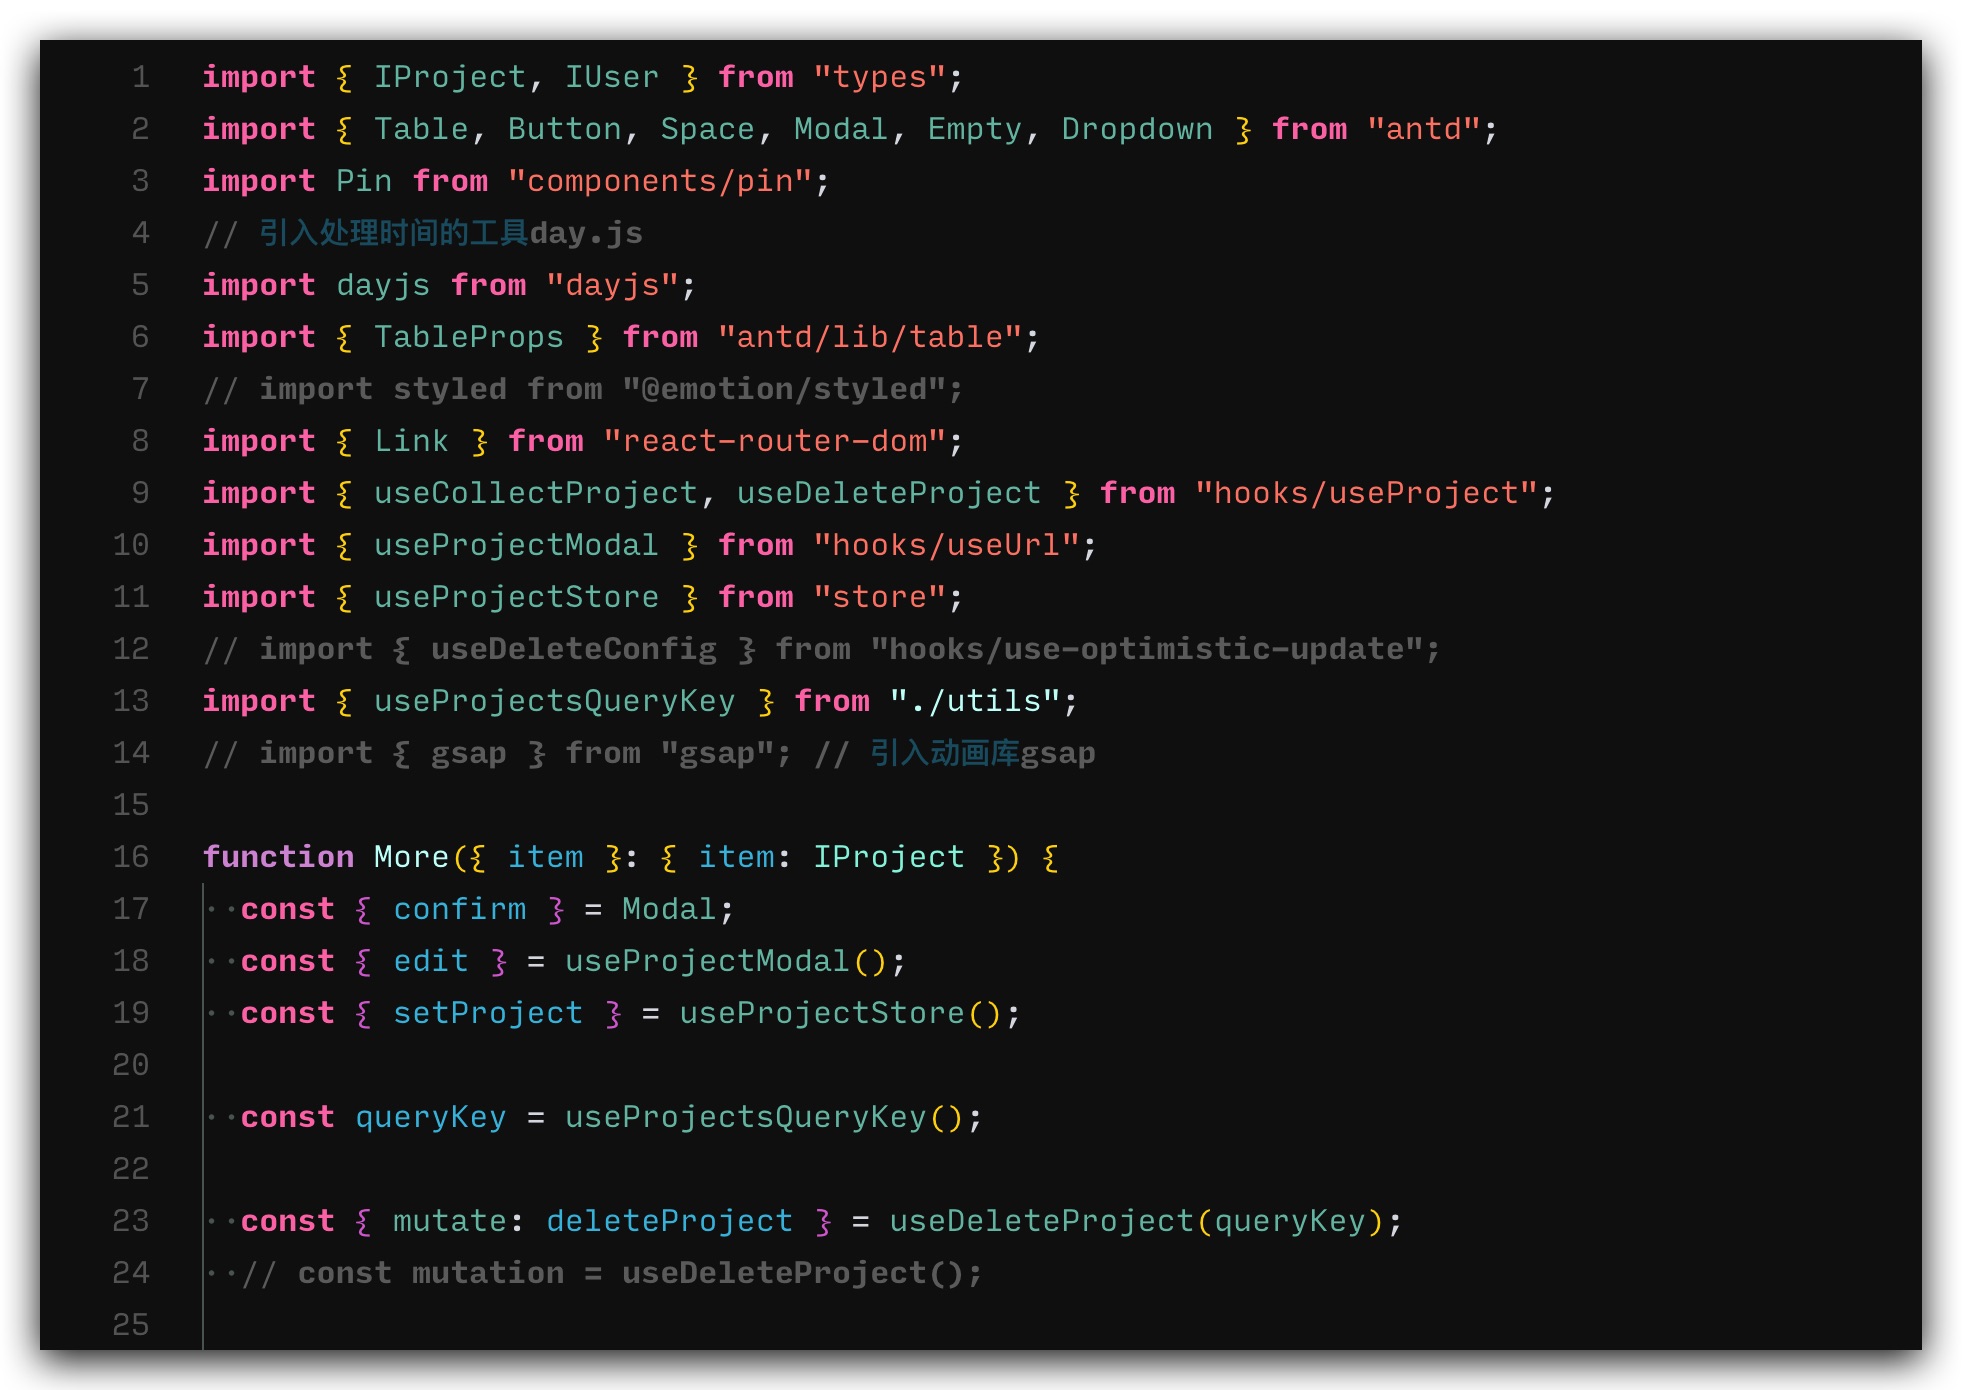 1 import { IProject, IUser } from "types";
2 import { Table, Button, Space, Modal, Empty, Dropdown } from "antd";
3 import Pin from "components/pin";
4 // 引入处理时间的工具day.js
5 import dayjs from "dayjs";
6 import { TableProps } from "antd/lib/table";
7 // import styled from "@emotion/styled";
8 import { Link } from "react-router-dom";
9 import { useCollectProject, useDeleteProject } from "hooks/useProject";
10 import { useProjectModal } from "hooks/useUrl";
11 import { useProjectStore } from "store";
12 // import { useDeleteConfig } from "hooks/use-optimistic-update";
13 import { useProjectsQueryKey } from "./utils";
14 // import { gsap } from "gsap"; // 引入动画库gsap
15
16 function More({ item }: { item: IProject }) {
17 ··const { confirm } = Modal;
18 ··const { edit } = useProjectModal();
19 ··const { setProject } = useProjectStore();
20
21 ··const queryKey = useProjectsQueryKey();
22
23 ··const { mutate: deleteProject } = useDeleteProject(queryKey);
24 ··// const mutation = useDeleteProject();
25